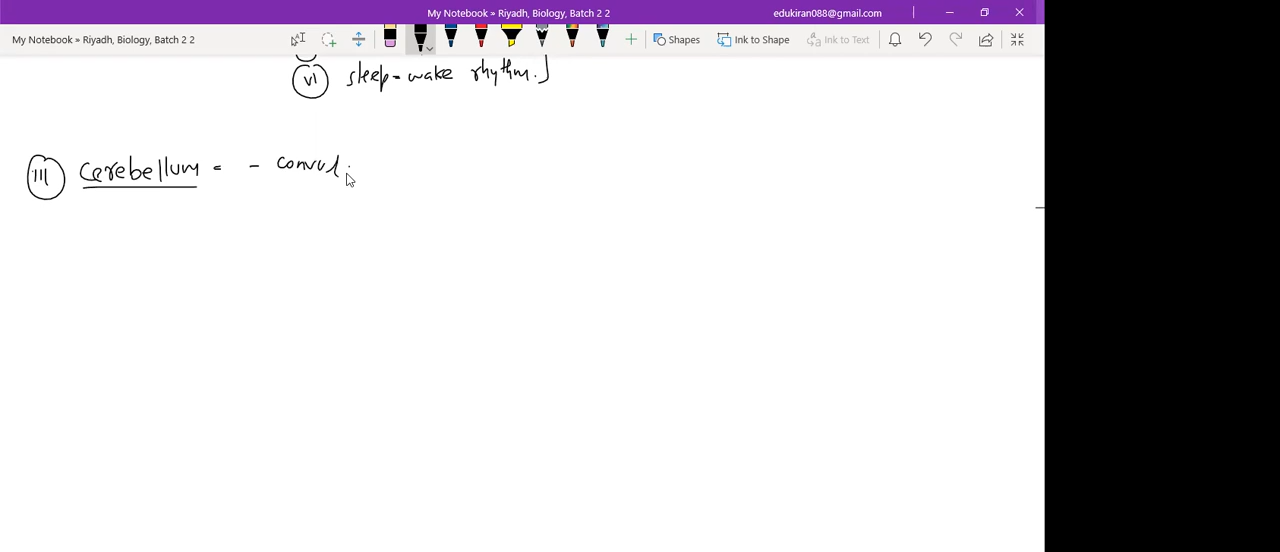 My Notebook » Riyadh, Biology, Batch 2 2
edukiran088@gmail.com
My Notebook » Riyadh, Biology, Batch 2 2
Shapes
Ink to Shape
Ink to Text
vi sleep-wake rhythm.]
III Cerebellum = - convul